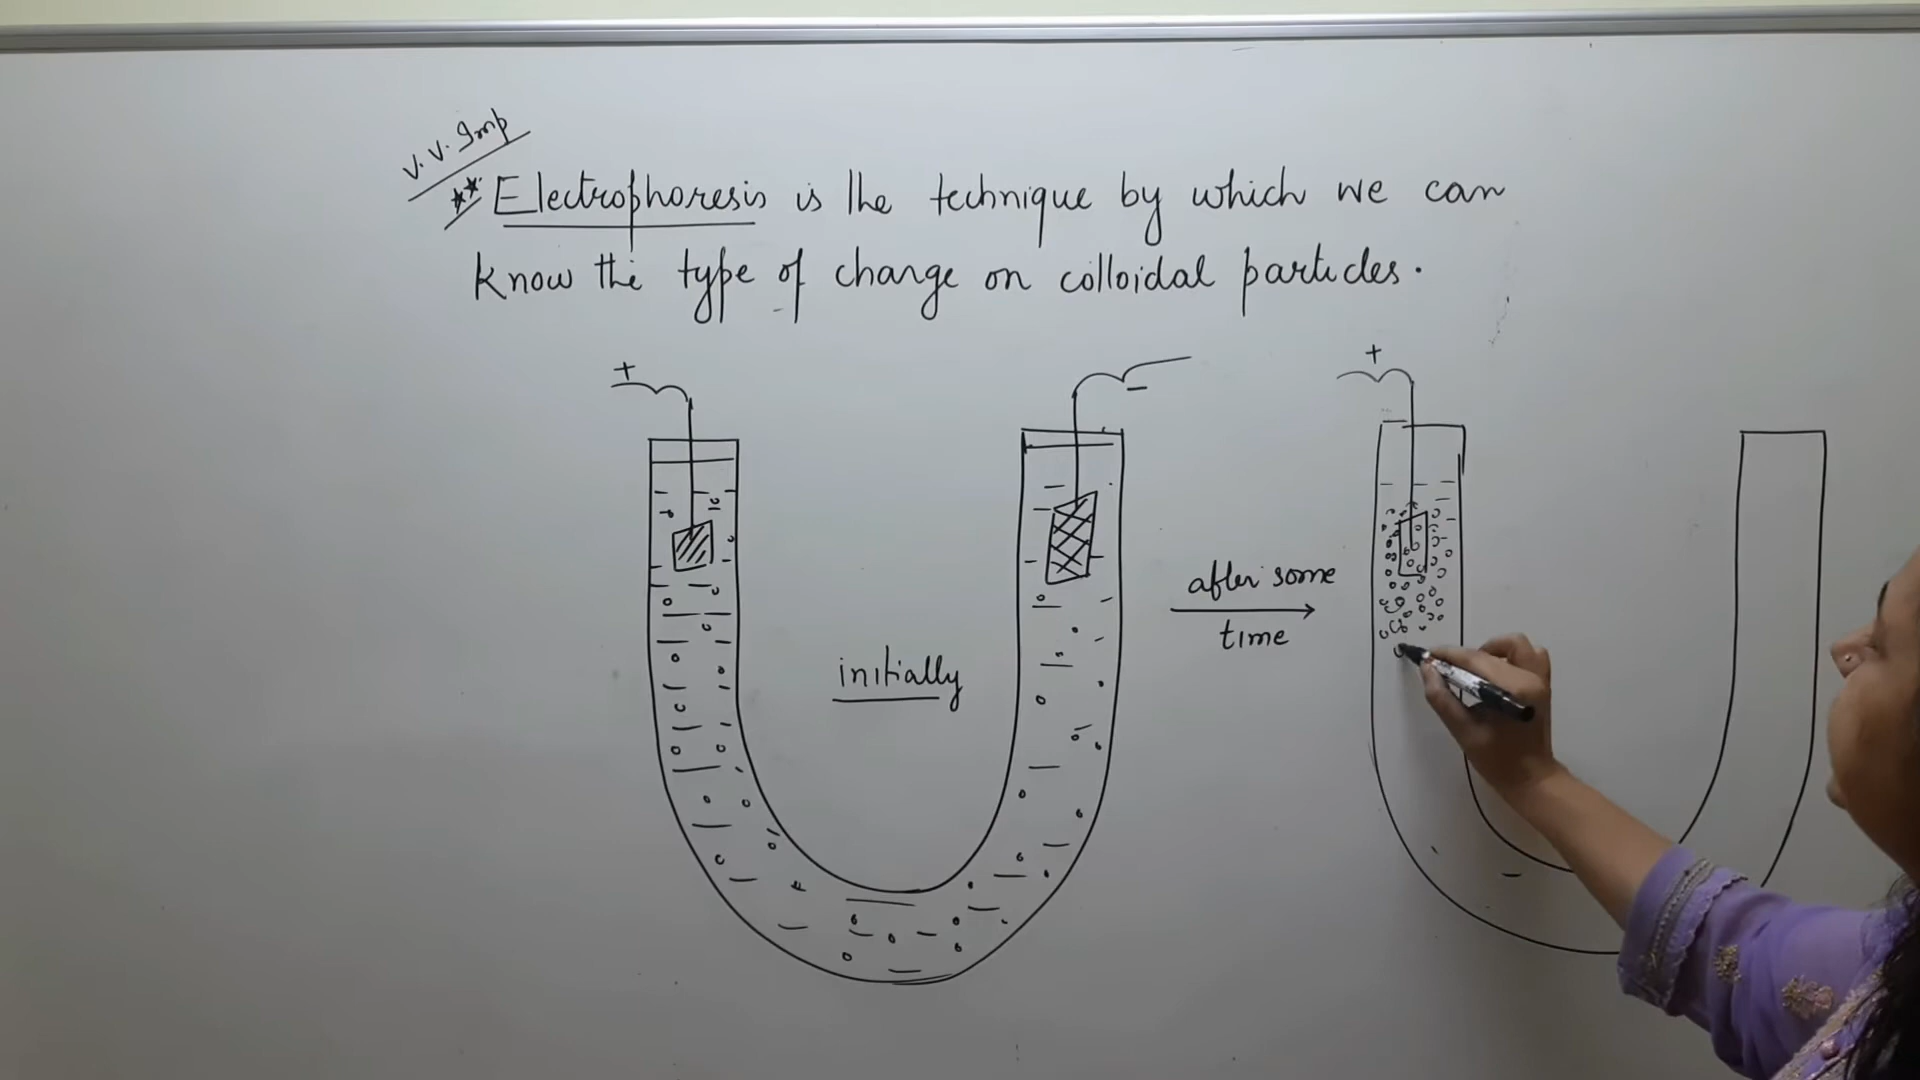 V. V. Imp
** Electrophoresis is the technique by which we can
know the type of change on colloidal particles.
+
-
+
after some
time
initially